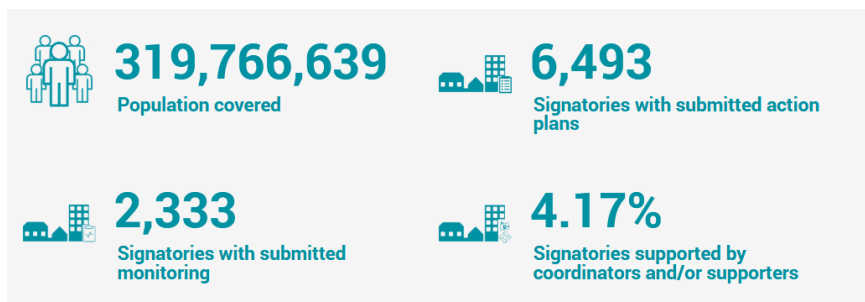 319,766,639
Population covered
6,493
Signatories with submitted action
plans
2,333
Signatories with submitted
monitoring
4.17%
Signatories supported by
coordinators and/or supporters